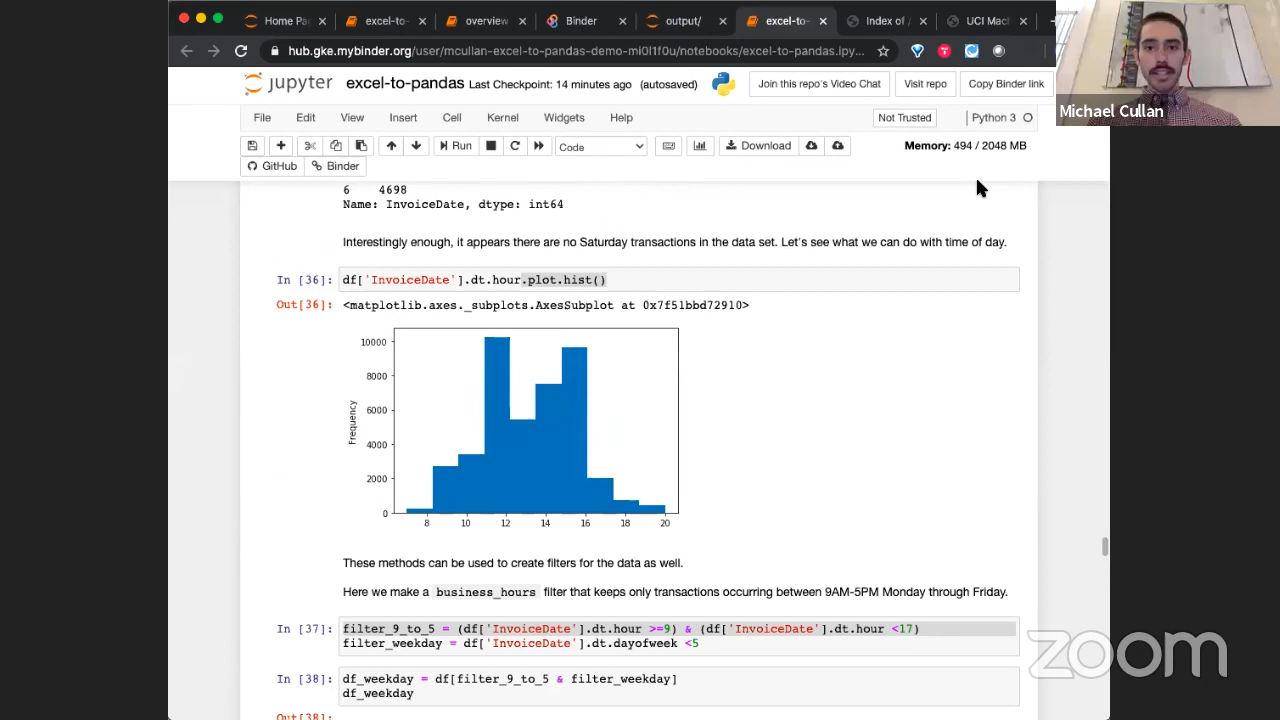 Home Pa
excel-to-
overview
Binder
output/
excel-to-
Index of
UCI Mac
hub.gke.mybinder.org/user/mcullan-excel-to-pandas-demo-mi0l1f0u/notebooks/excel-to-pandas.ipy...
jupyter excel-to-pandas Last Checkpoint: 14 minutes ago (autosaved)
Join this repo's Video Chat
Visit repo
Copy Binder link
Michael Cullan
File Edit View Insert Cell Kernel Widgets Help
Not Trusted
Python 3
Run
Code
Download
Memory: 494 / 2048 MB
GitHub
Binder
6 4698
Name: InvoiceDate, dtype: int64
Interestingly enough, it appears there are no Saturday transactions in the data set. Let's see what we can do with time of day.
In [36]: df['InvoiceDate'].dt.hour.plot.hist()
Out[36]: <matplotlib.axes._subplots.AxesSubplot at 0x7f51bbd72910>
10000
8000
6000
4000
2000
0
Frequency
8 10 12 14 16 18 20
These methods can be used to create filters for the data as well.
Here we make a business_hours filter that keeps only transactions occurring between 9AM-5PM Monday through Friday.
In [37]: filter_9_to_5 = (df['InvoiceDate'].dt.hour >=9) & (df['InvoiceDate'].dt.hour <17)
filter_weekday = df['InvoiceDate'].dt.dayofweek <5
In [38]: df_weekday = df[filter_9_to_5 & filter_weekday]
df_weekday
Out[38]:
zoom